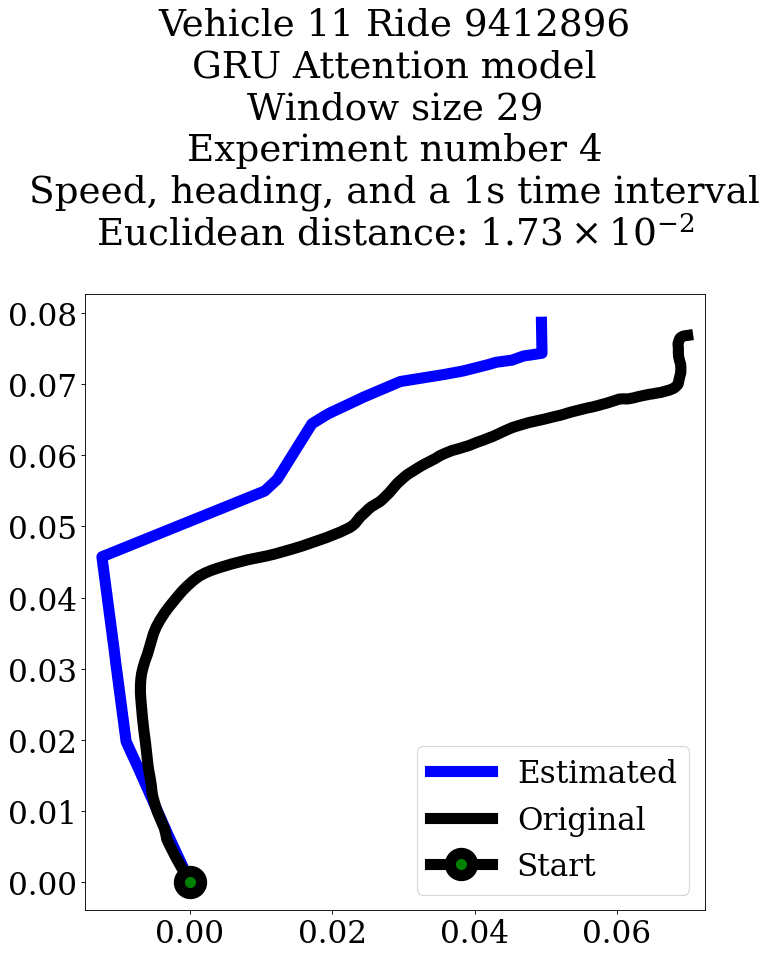 Vehicle 11 Ride 9412896
GRU Attention model
Window size 29
Experiment number 4
Speed, heading, and a 1s time interval
Euclidean distance: 1.73 × 10⁻²
0.08
0.07
0.06
0.05
0.04
0.03
0.02
0.01
0.00
Estimated
Original
Start
0.00 0.02 0.04 0.06